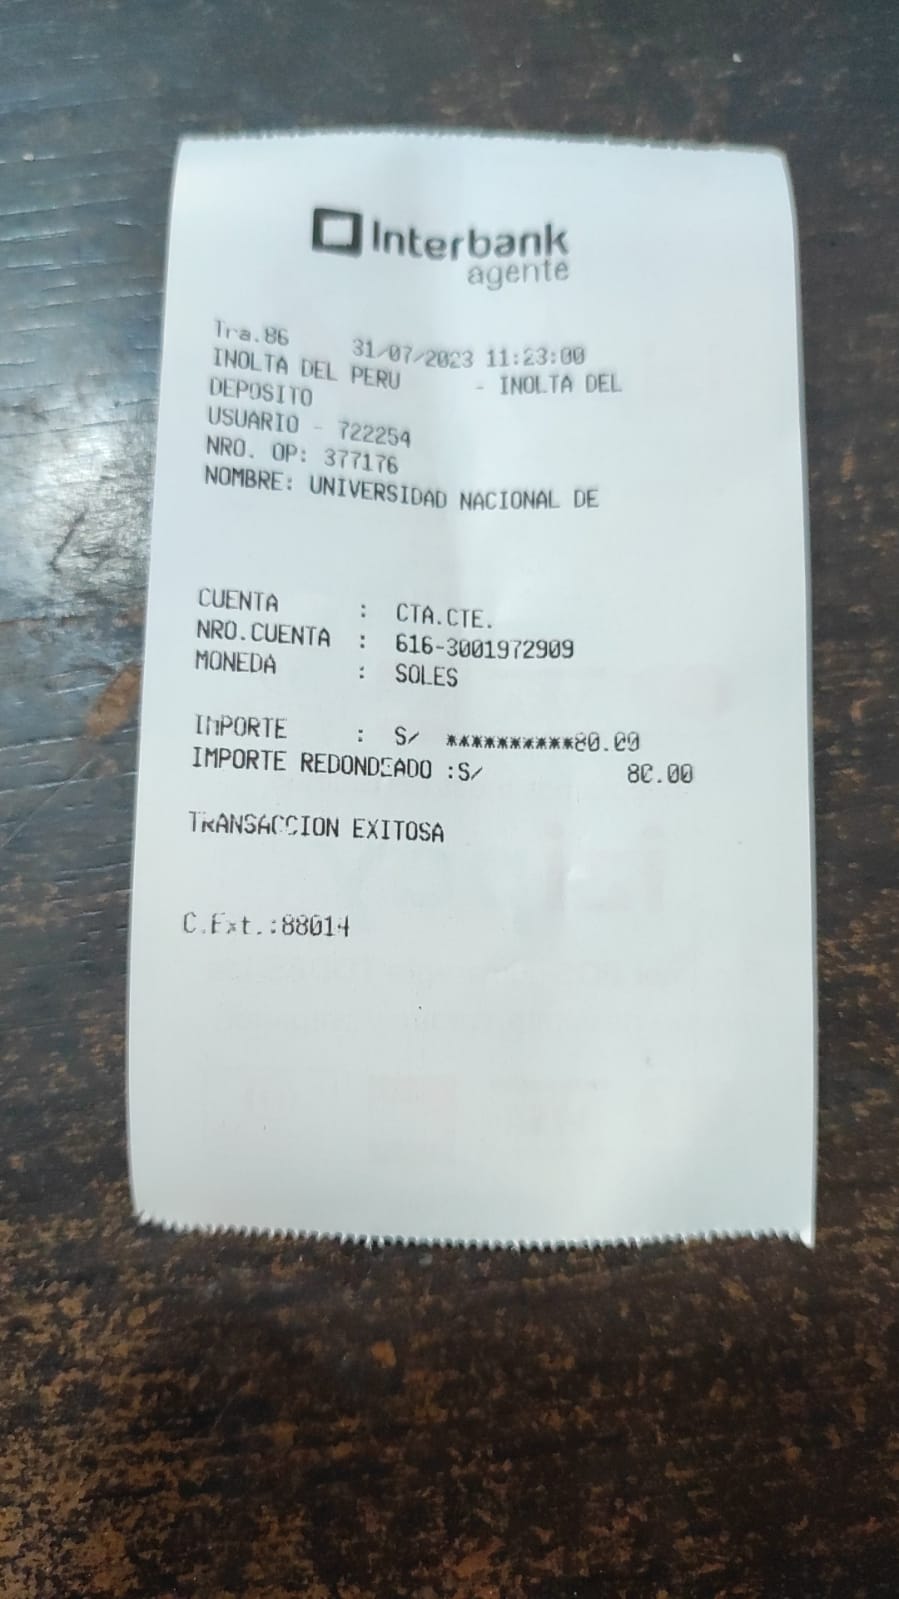 Interbank
agente
Tra.86 31/07/2023 11:23:00
INOLTA DEL PERU - INOLTA DEL
DEPOSITO
USUARIO - 722254
NRO. OP: 377176
NOMBRE: UNIVERSIDAD NACIONAL DE
CUENTA : CTA.CTE.
NRO.CUENTA : 616-3001972909
MONEDA : SOLES
IMPORTE : S/ **********80.00
IMPORTE REDONDEADO :S/ 80.00
TRANSACCION EXITOSA
C.Ext.:88014